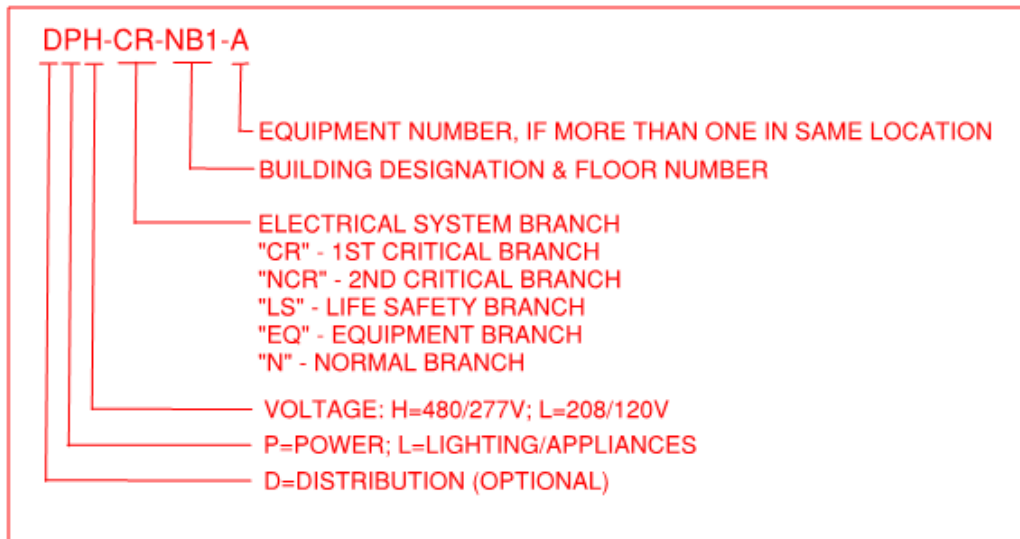 DPH-CR-NB1-A
EQUIPMENT NUMBER, IF MORE THAN ONE IN SAME LOCATION
BUILDING DESIGNATION & FLOOR NUMBER
ELECTRICAL SYSTEM BRANCH
"CR" - 1ST CRITICAL BRANCH
"NCR" - 2ND CRITICAL BRANCH
"LS" - LIFE SAFETY BRANCH
"EQ" - EQUIPMENT BRANCH
"N" - NORMAL BRANCH
VOLTAGE: H=480/277V; L=208/120V
P=POWER; L=LIGHTING/APPLIANCES
D=DISTRIBUTION (OPTIONAL)